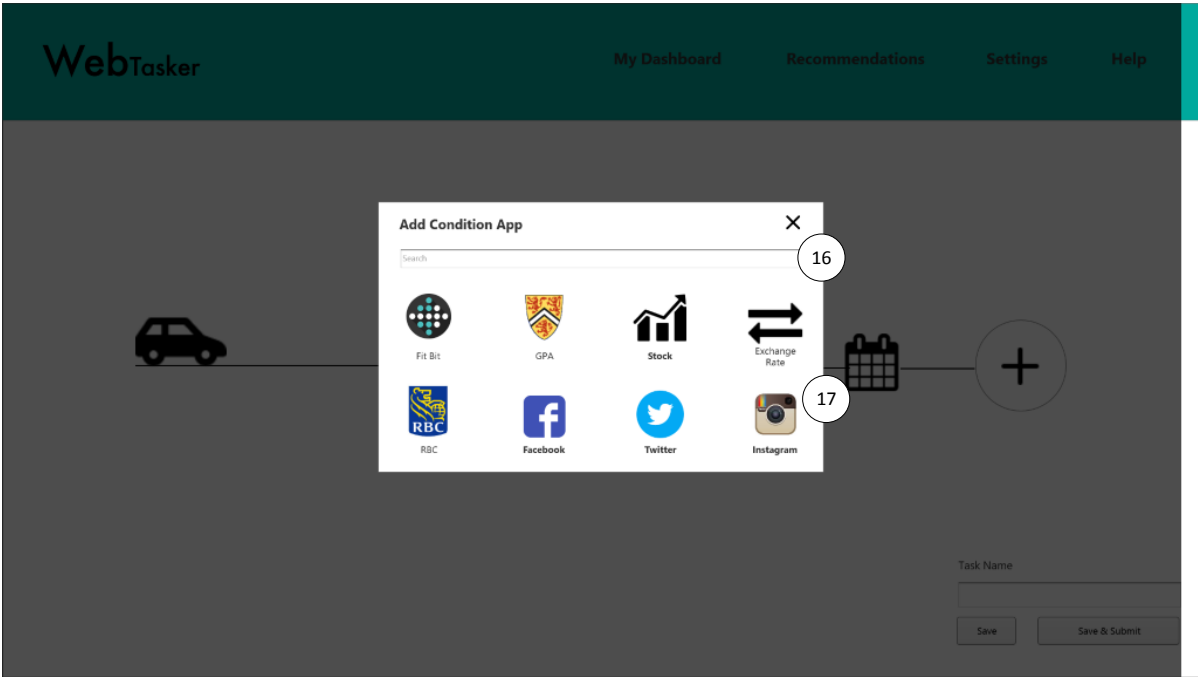 WebTasker
My Dashboard Recommendations Settings Help
Add Condition App
Search
16
Fit Bit GPA Stock Exchange
Rate
17
RBC
RBC Facebook Twitter Instagram
Task Name
Save Save & Submit